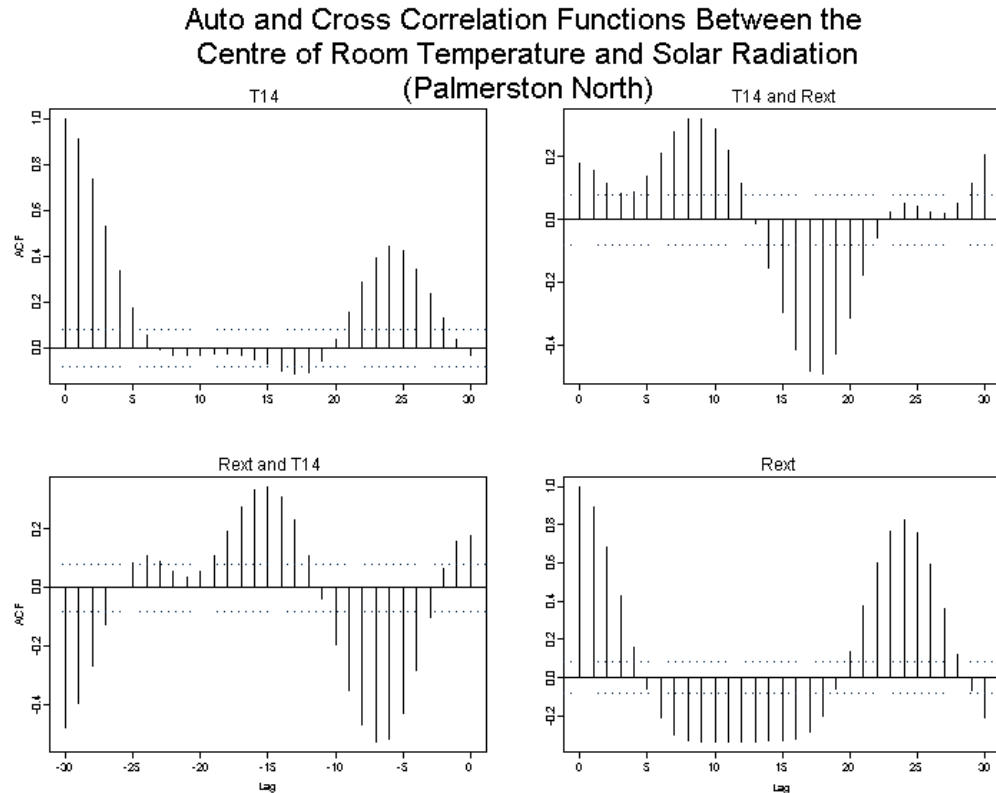 Auto and Cross Correlation Functions Between the
Centre of Room Temperature and Solar Radiation
(Palmerston North)
T14
ACF
1.0
0.8
0.6
0.4
0.2
0.0
0 5 10 15 20 25 30
T14 and Rext
0.2
0.0
-0.2
-0.4
0 5 10 15 20 25 30
Rext and T14
ACF
0.2
0.0
-0.2
-0.4
-30 -25 -20 -15 -10 -5 0
Lag
Rext
1.0
0.8
0.6
0.4
0.2
0.0
-0.2
0 5 10 15 20 25 30
Lag